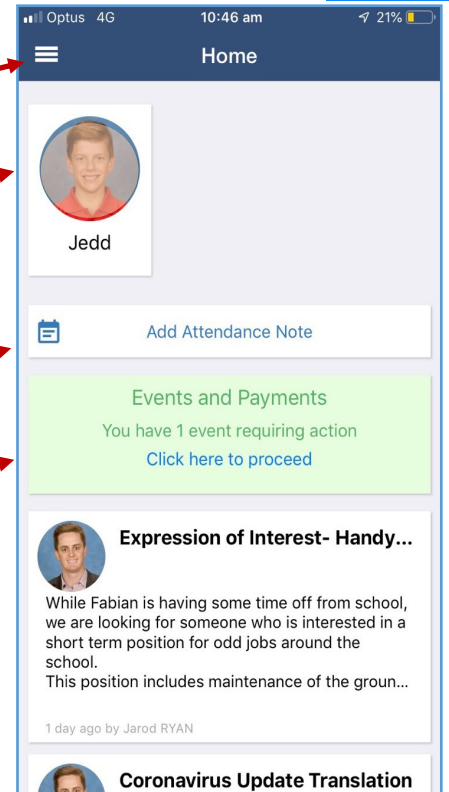 Optus 4G 10:46 am 21%
Home
Jedd
Add Attendance Note
Events and Payments
You have 1 event requiring action
Click here to proceed
Expression of Interest- Handy...
While Fabian is having some time off from school,
we are looking for someone who is interested in a
short term position for odd jobs around the
school.
This position includes maintenance of the groun...
1 day ago by Jarod RYAN
Coronavirus Update Translation